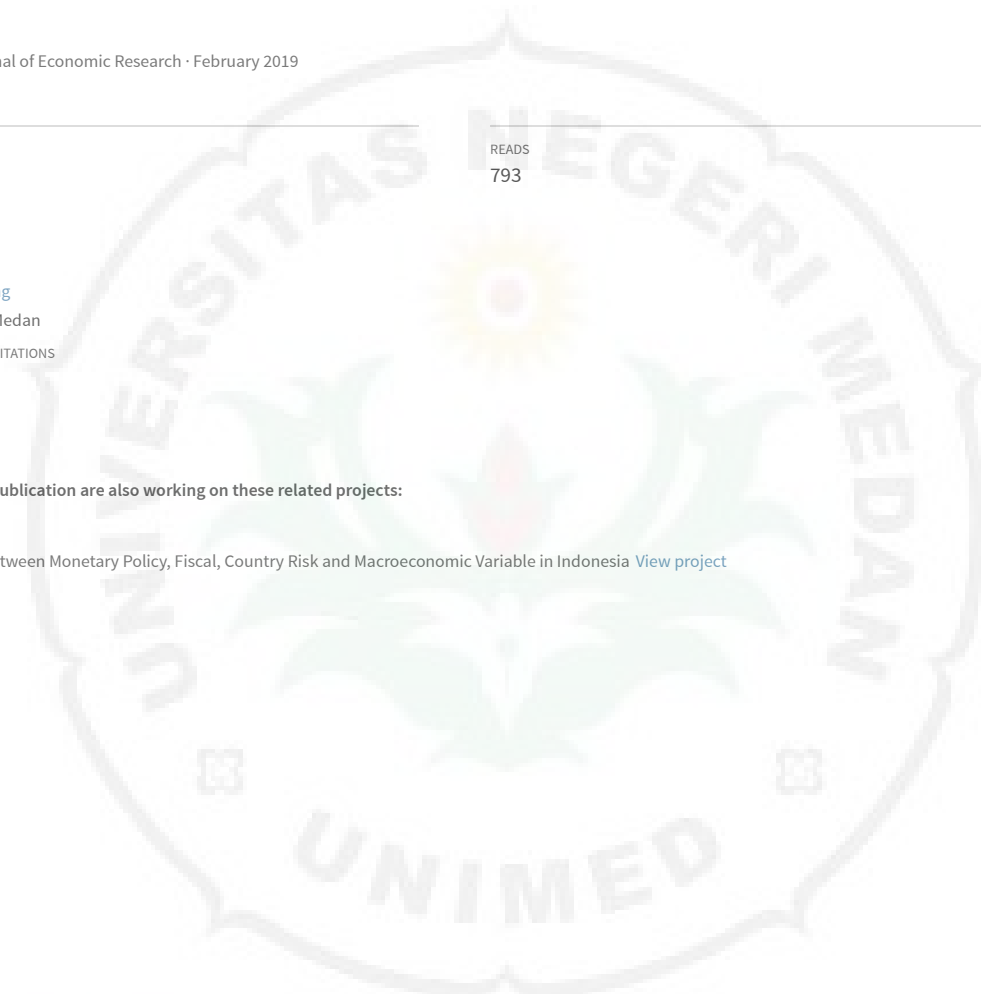 nal of Economic Research · February 2019
READS
793
g
Medan
ITATIONS
ublication are also working on these related projects:
tween Monetary Policy, Fiscal, Country Risk and Macroeconomic Variable in Indonesia View project
UNIVERSITAS NEGERI MEDAN
UNIMED